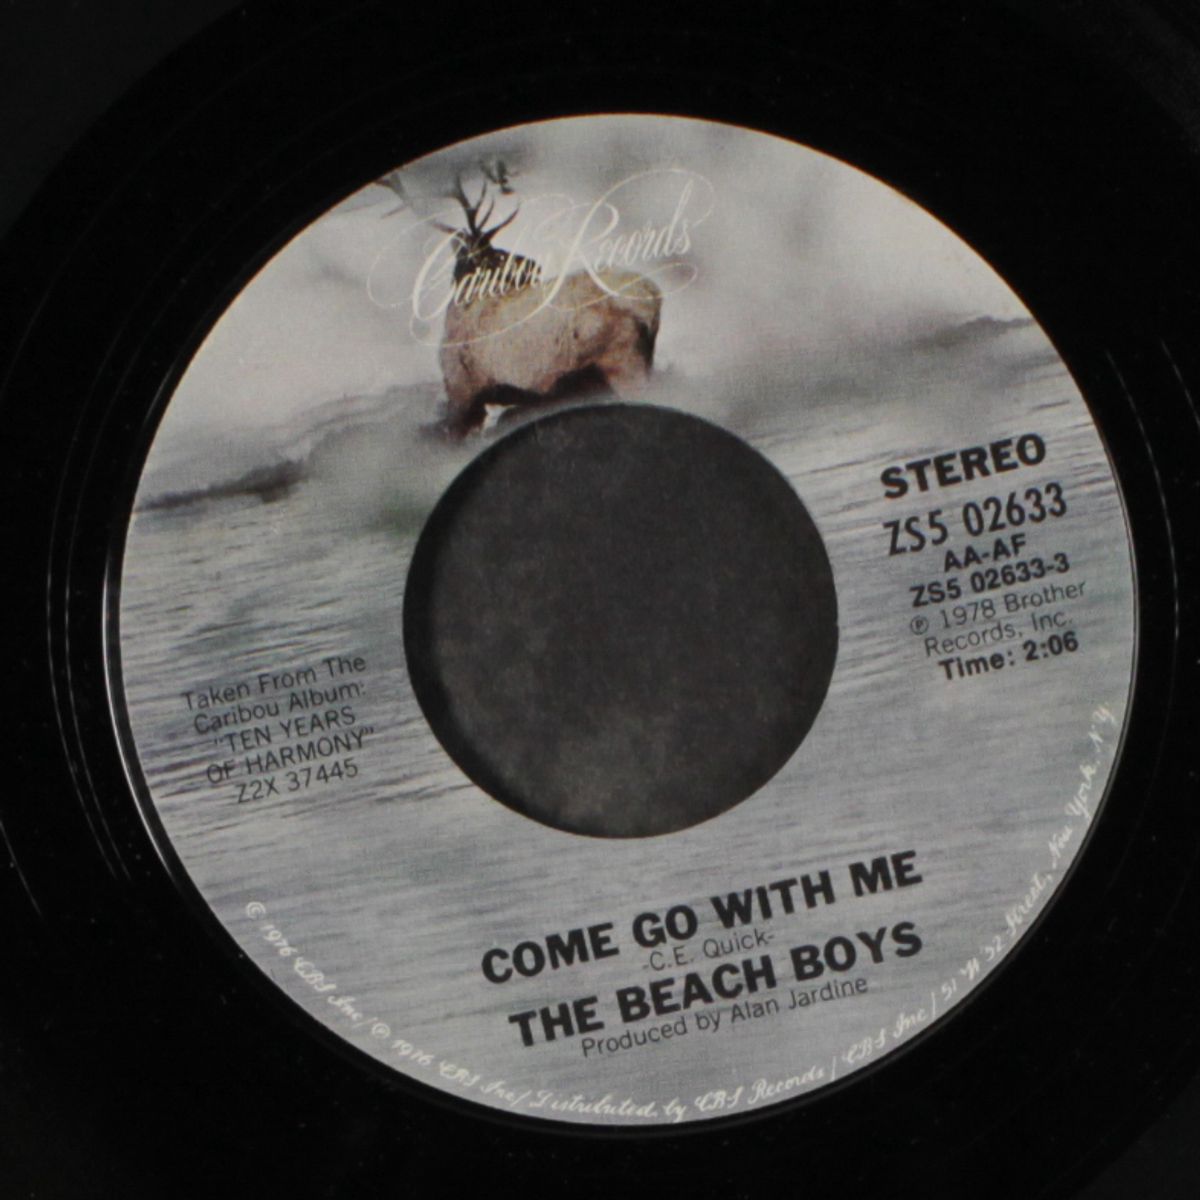 Caribou Records
STEREO
ZS5 02633
AA-AF
ZS5 02633-3
℗ 1978 Brother
Records, Inc.
Time: 2:06
Taken From The
Caribou Album:
"TEN YEARS
OF HARMONY"
Z2X 37445
COME GO WITH ME
-C.E. Quick-
THE BEACH BOYS
Produced by Alan Jardine
© 1976 CBS Inc/ ℗ 1976 CBS Inc/ Distributed by CBS Records/ CBS Inc/ 51 W 52 Street, New York, N.Y.